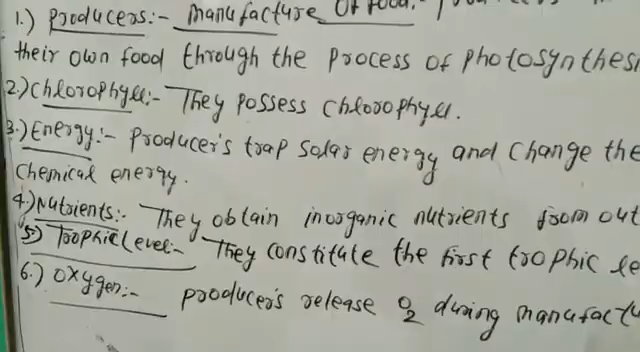 1.) Producers:- manufacture of food.
their own food through the process of photosynthesi
2.) Chlorophyll:- They possess chlorophyll.
3.) Energy:- producer's trap solar energy and change the
chemical energy.
4.) Nutrients:- They obtain inorganic nutrients from out
5.) Trophic Level:- They constitute the first trophic le
6.) Oxygen:- producer's release O2 during manufactu